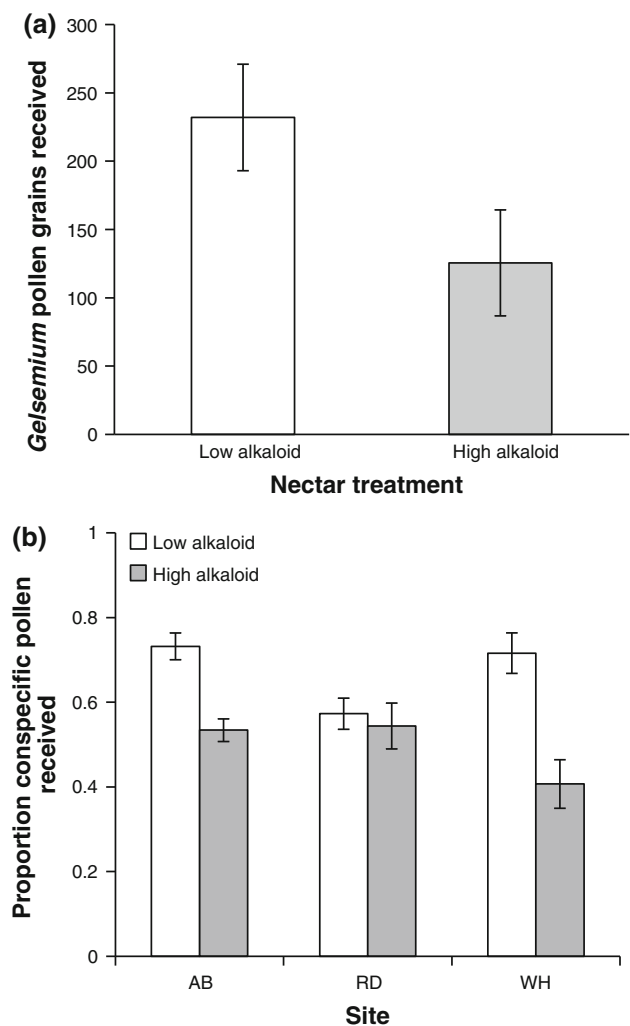 (a)
300
250
200
150
100
50
0
Gelsemium pollen grains received
Low alkaloid High alkaloid
Nectar treatment
(b)
1
0.8
0.6
0.4
0.2
0
Proportion conspecific pollen
received
Low alkaloid
High alkaloid
AB RD WH
Site